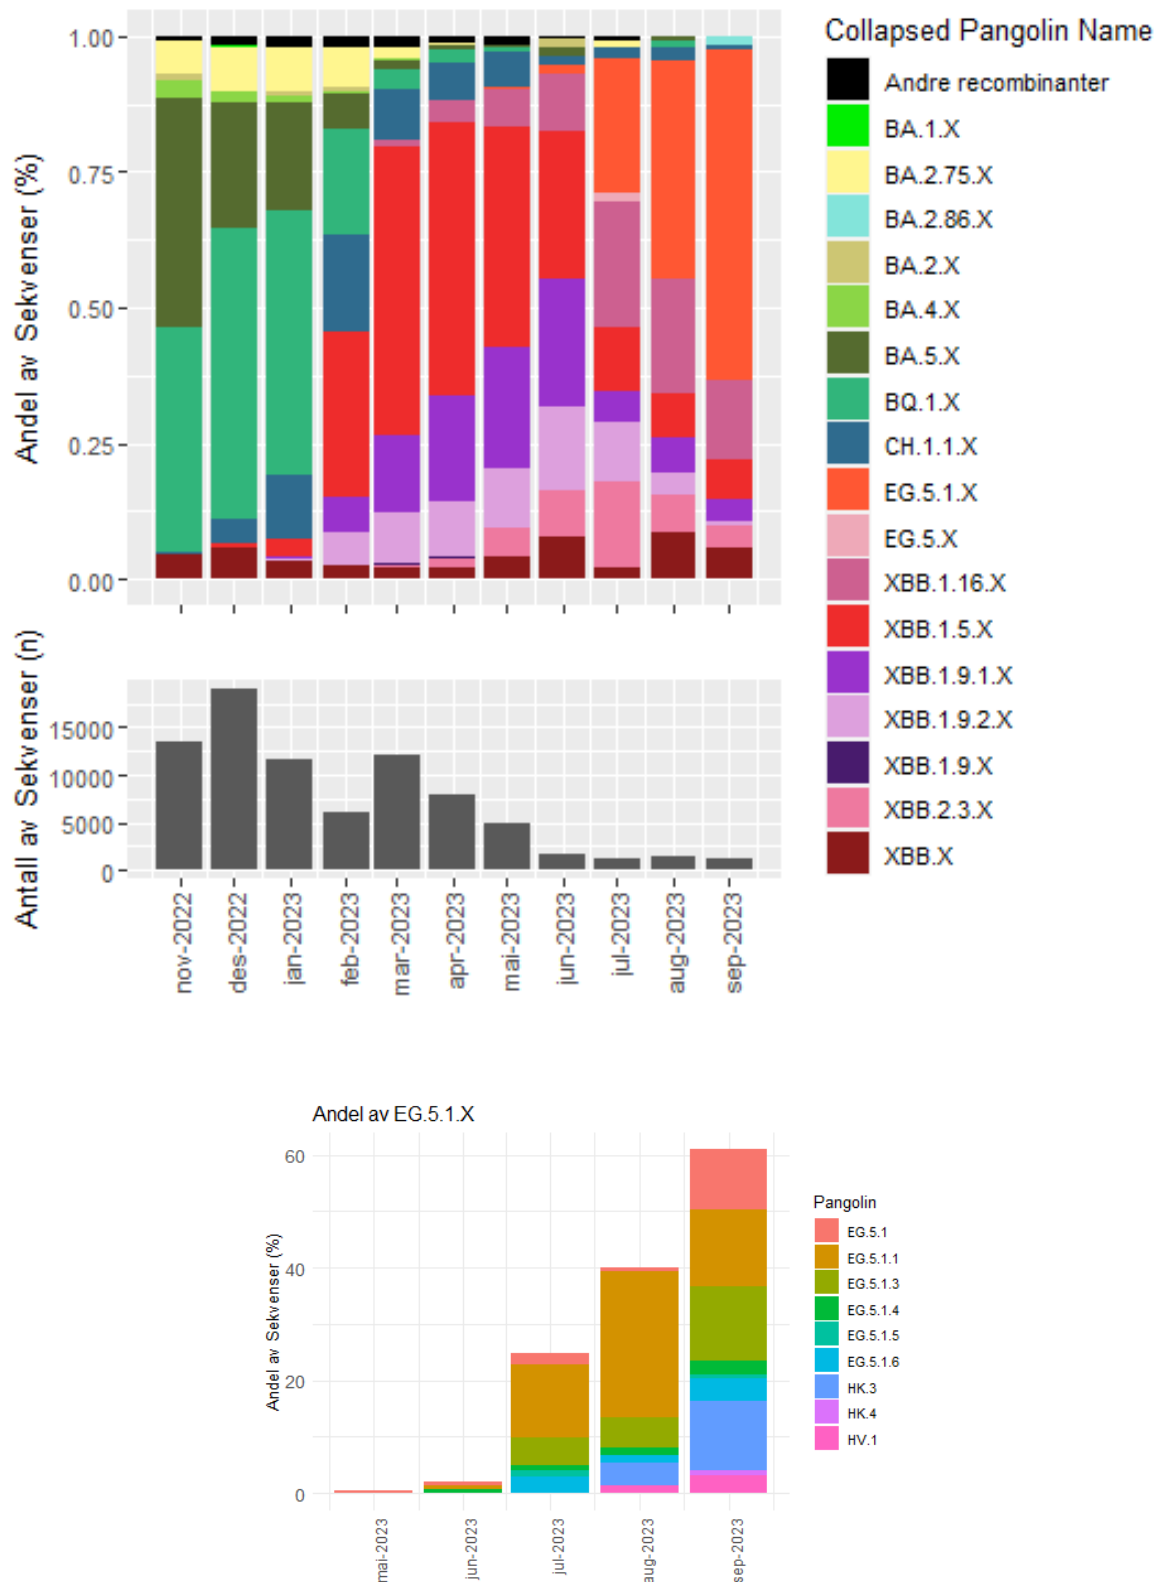 Collapsed Pangolin Name
Andre recombinanter
BA.1.X
BA.2.75.X
BA.2.86.X
BA.2.X
BA.4.X
BA.5.X
BQ.1.X
CH.1.1.X
EG.5.1.X
EG.5.X
XBB.1.16.X
XBB.1.5.X
XBB.1.9.1.X
XBB.1.9.2.X
XBB.1.9.X
XBB.2.3.X
XBB.X
Andel av Sekvenser (%)
1.00
0.75
0.50
0.25
0.00
Antall av Sekvenser (n)
15000
10000
5000
0
nov-2022
des-2022
jan-2023
feb-2023
mar-2023
apr-2023
mai-2023
jun-2023
jul-2023
aug-2023
sep-2023
Andel av EG.5.1.X
Andel av Sekvenser (%)
60
40
20
0
mai-2023
jun-2023
jul-2023
aug-2023
sep-2023
Pangolin
EG.5.1
EG.5.1.1
EG.5.1.3
EG.5.1.4
EG.5.1.5
EG.5.1.6
HK.3
HK.4
HV.1